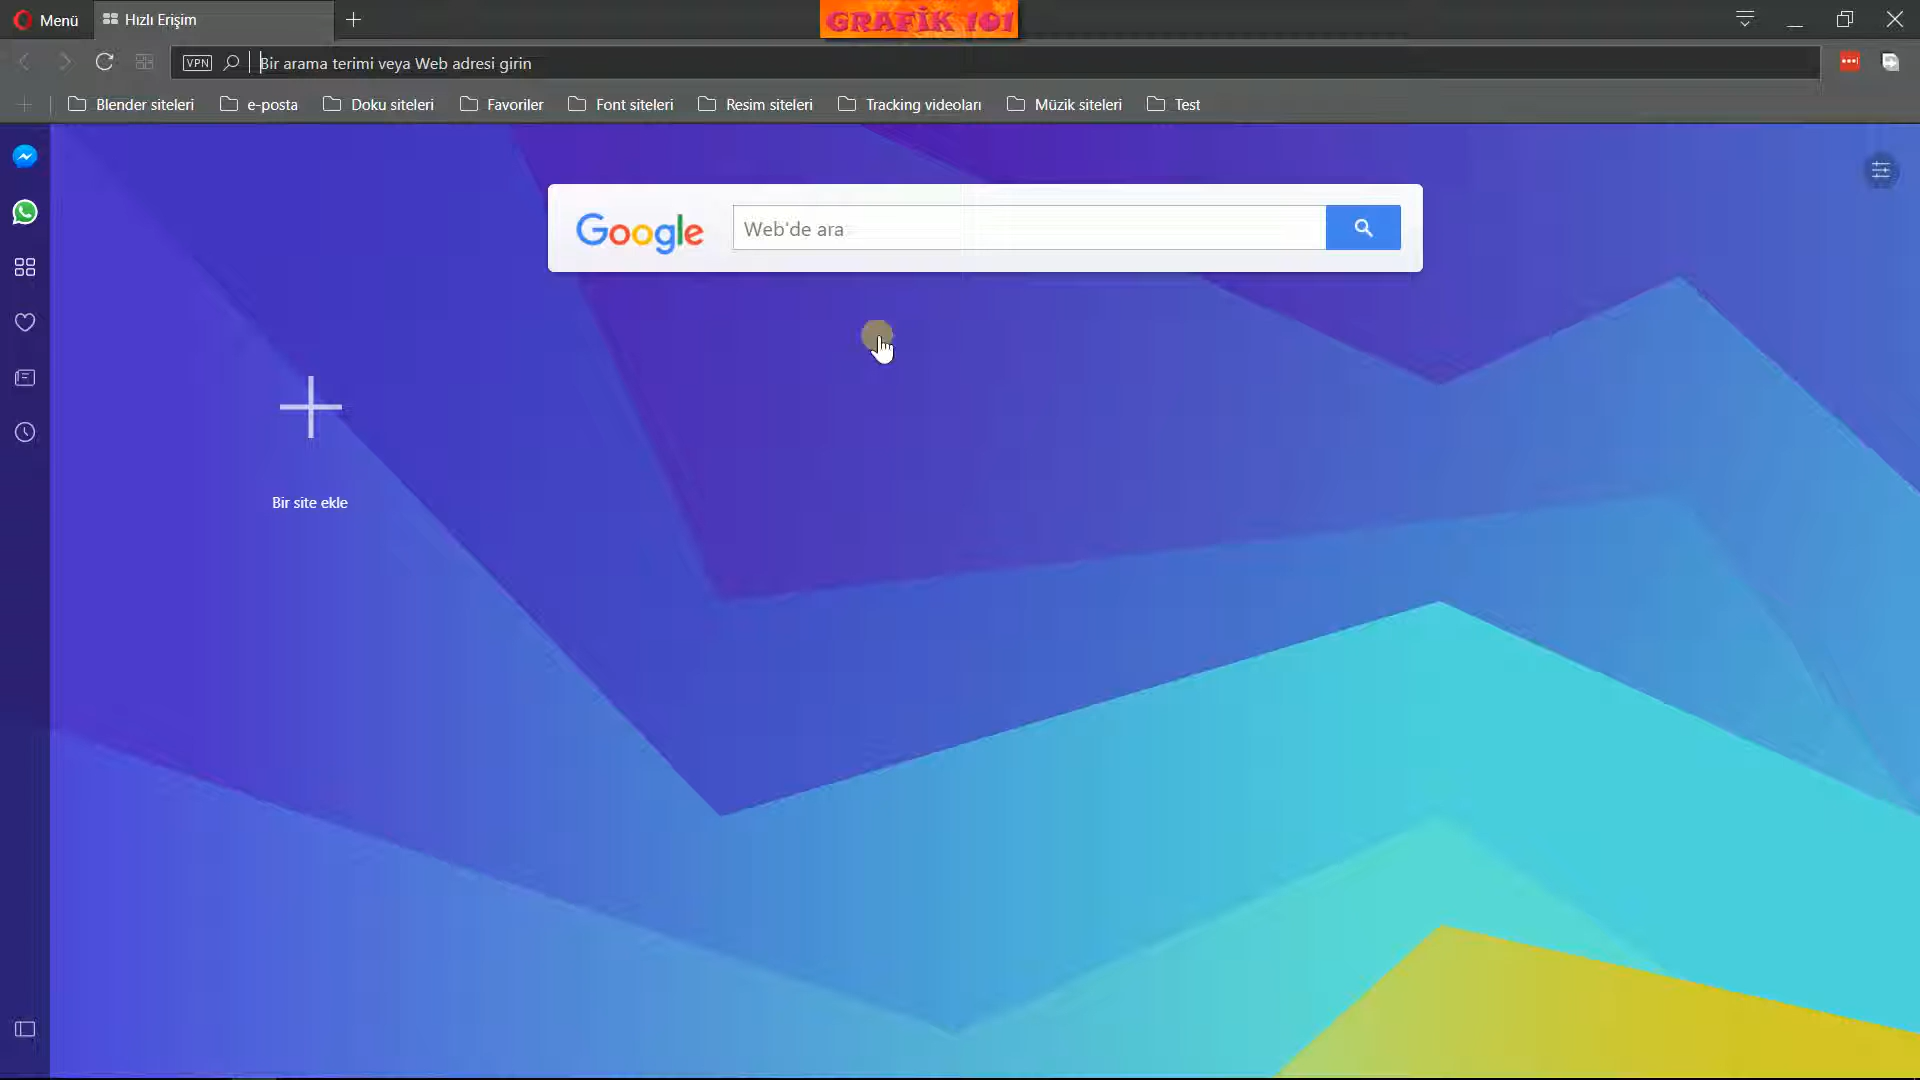 Menü
Hızlı Erişim
GRAFİK 101
VPN
Bir arama terimi veya Web adresi girin
Blender siteleri
e-posta
Doku siteleri
Favoriler
Font siteleri
Resim siteleri
Tracking videoları
Müzik siteleri
Test
Google
Web'de ara
Bir site ekle